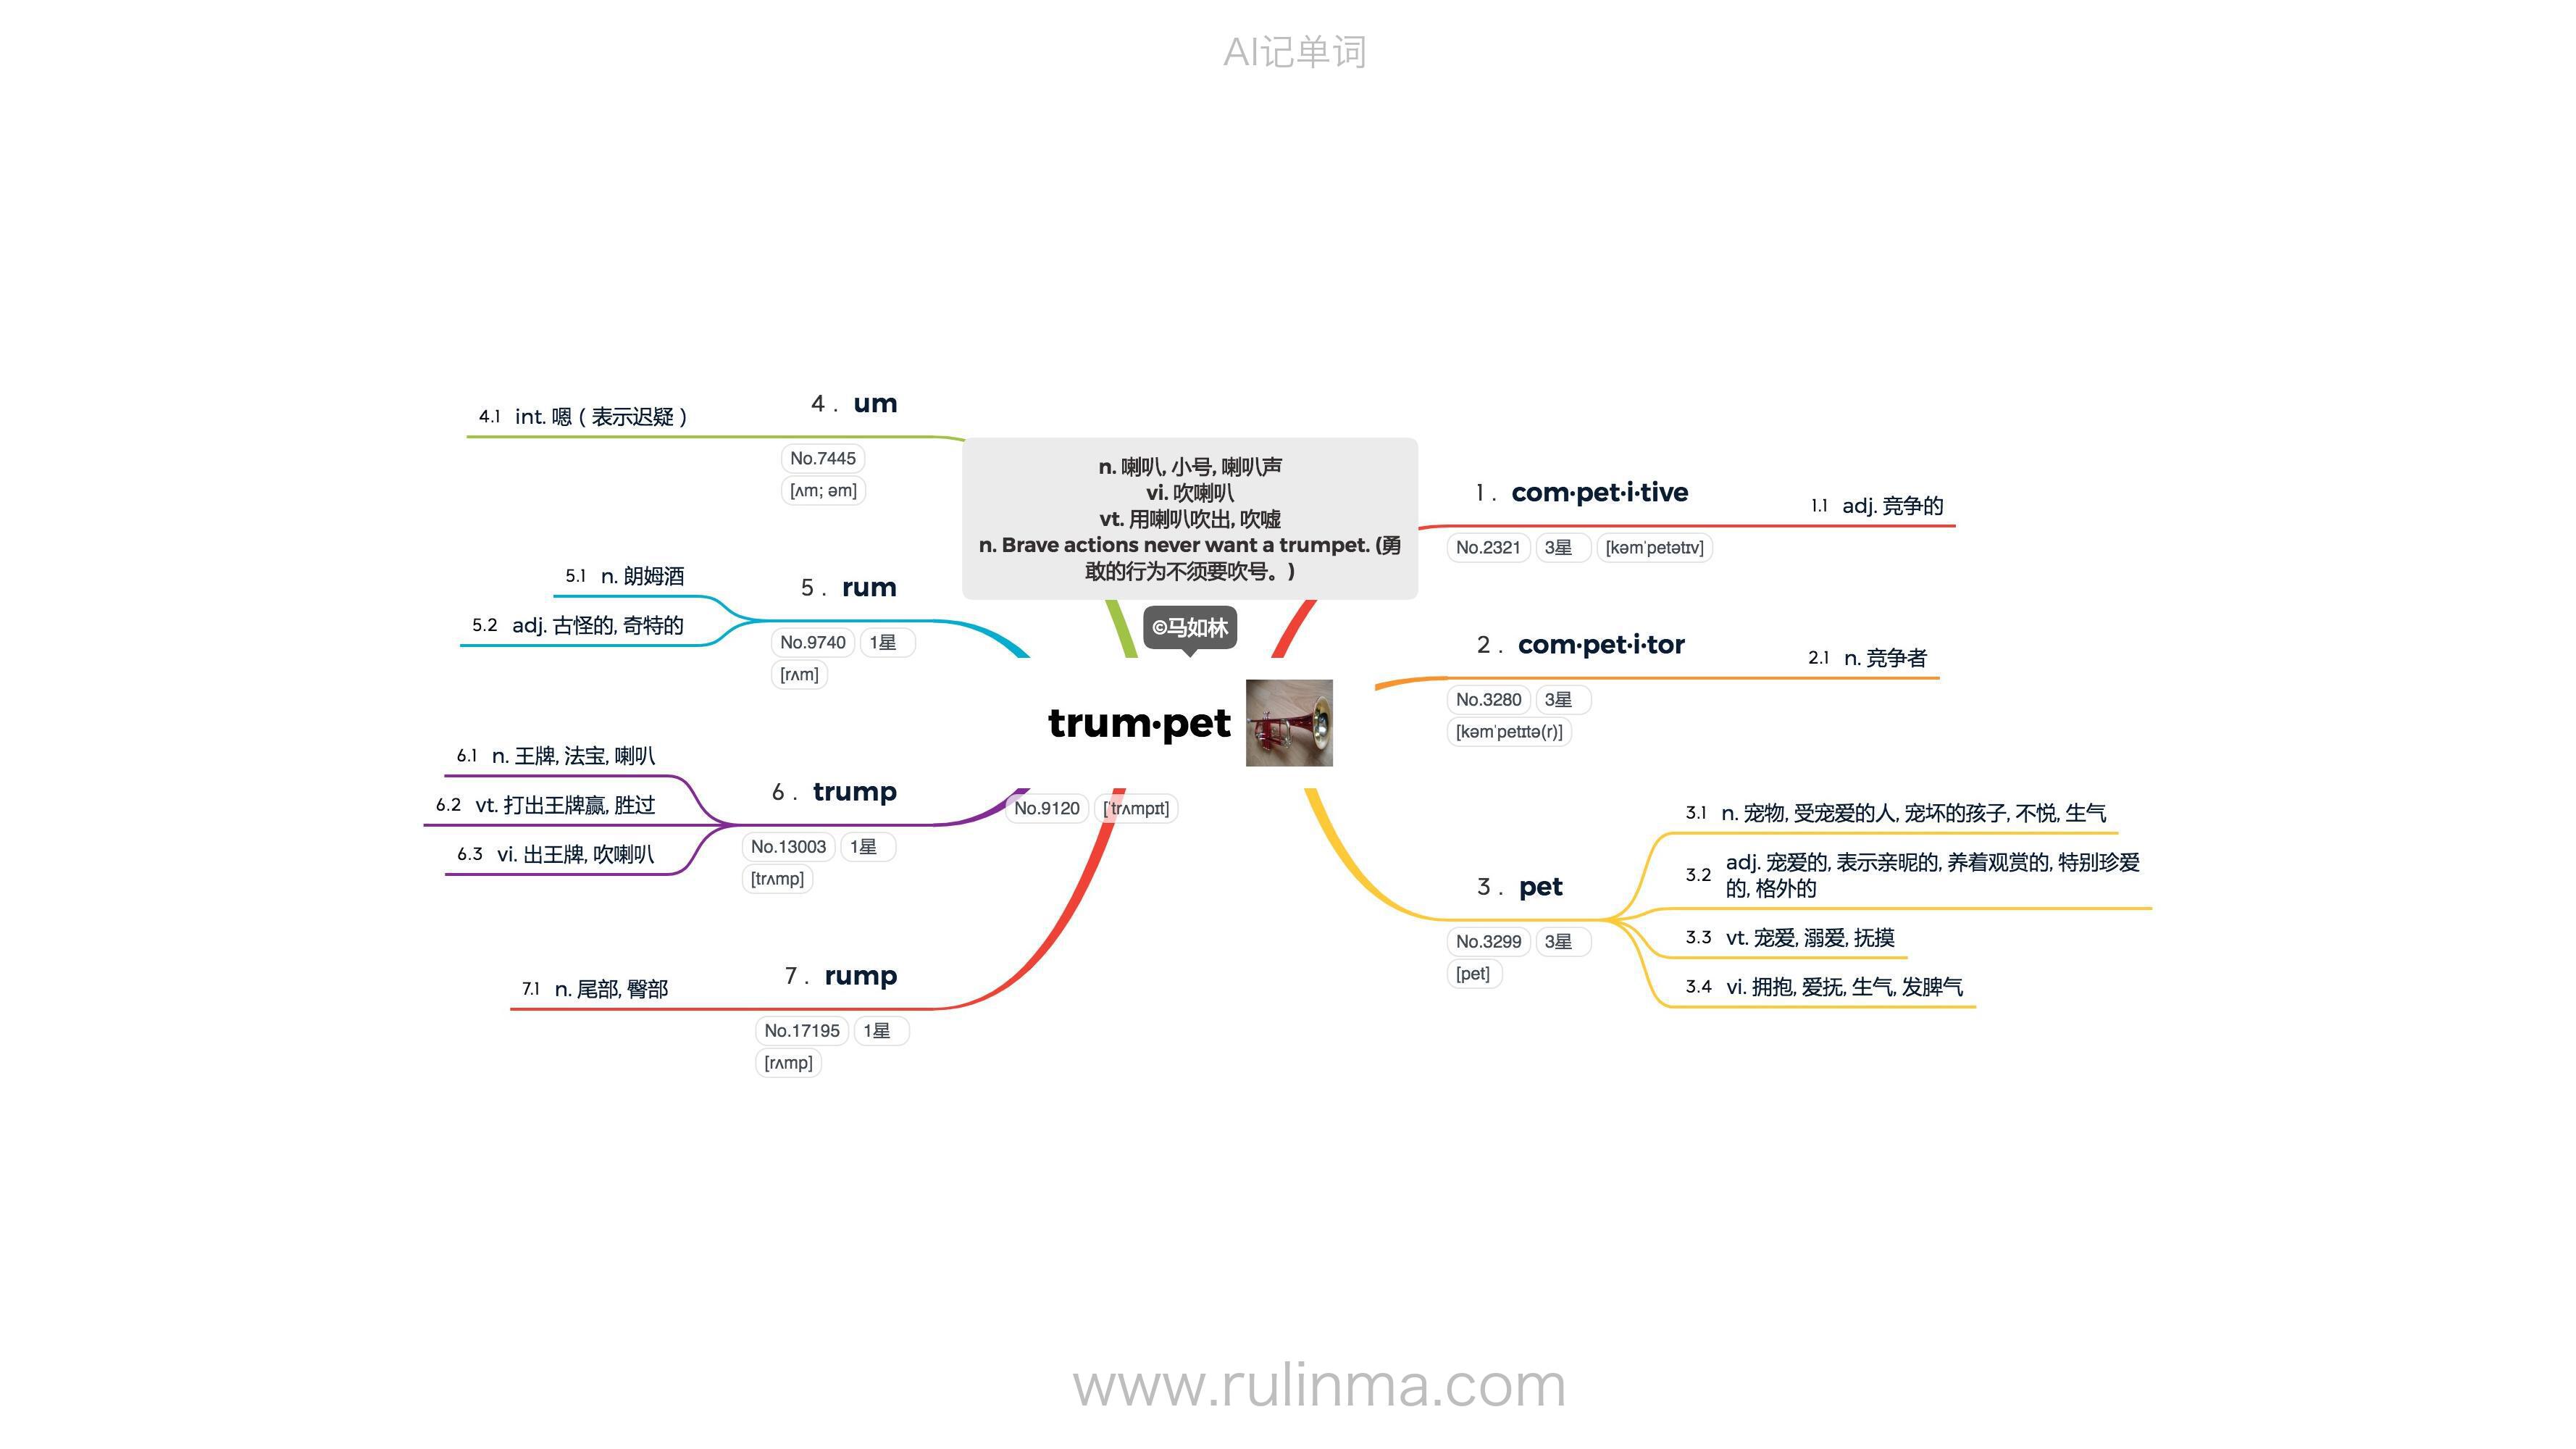 AI记单词
n. 喇叭, 小号, 喇叭声
vi. 吹喇叭
vt. 用喇叭吹出, 吹嘘
n. Brave actions never want a trumpet. (勇
敢的行为不须要吹号。)
©马如林
trum·pet
No.9120 [ˈtrʌmpɪt]
1 . com·pet·i·tive
No.2321 3星 [kəmˈpetətɪv]
1.1 adj. 竞争的
2 . com·pet·i·tor
No.3280 3星
[kəmˈpetɪtə(r)]
2.1 n. 竞争者
3 . pet
No.3299 3星
[pet]
3.1 n. 宠物, 受宠爱的人, 宠坏的孩子, 不悦, 生气
3.2 adj. 宠爱的, 表示亲昵的, 养着观赏的, 特别珍爱
的, 格外的
3.3 vt. 宠爱, 溺爱, 抚摸
3.4 vi. 拥抱, 爱抚, 生气, 发脾气
4 . um
No.7445
[ʌm; əm]
4.1 int. 嗯（表示迟疑）
5 . rum
No.9740 1星
[rʌm]
5.1 n. 朗姆酒
5.2 adj. 古怪的, 奇特的
6 . trump
No.13003 1星
[trʌmp]
6.1 n. 王牌, 法宝, 喇叭
6.2 vt. 打出王牌赢, 胜过
6.3 vi. 出王牌, 吹喇叭
7 . rump
No.17195 1星
[rʌmp]
7.1 n. 尾部, 臀部
www.rulinma.com